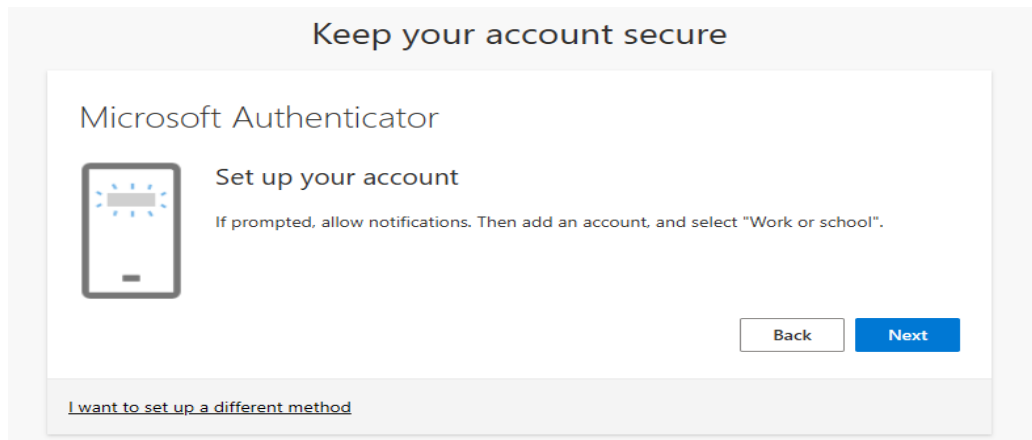 Keep your account secure
Microsoft Authenticator
Set up your account
If prompted, allow notifications. Then add an account, and select "Work or school".
Back
Next
I want to set up a different method